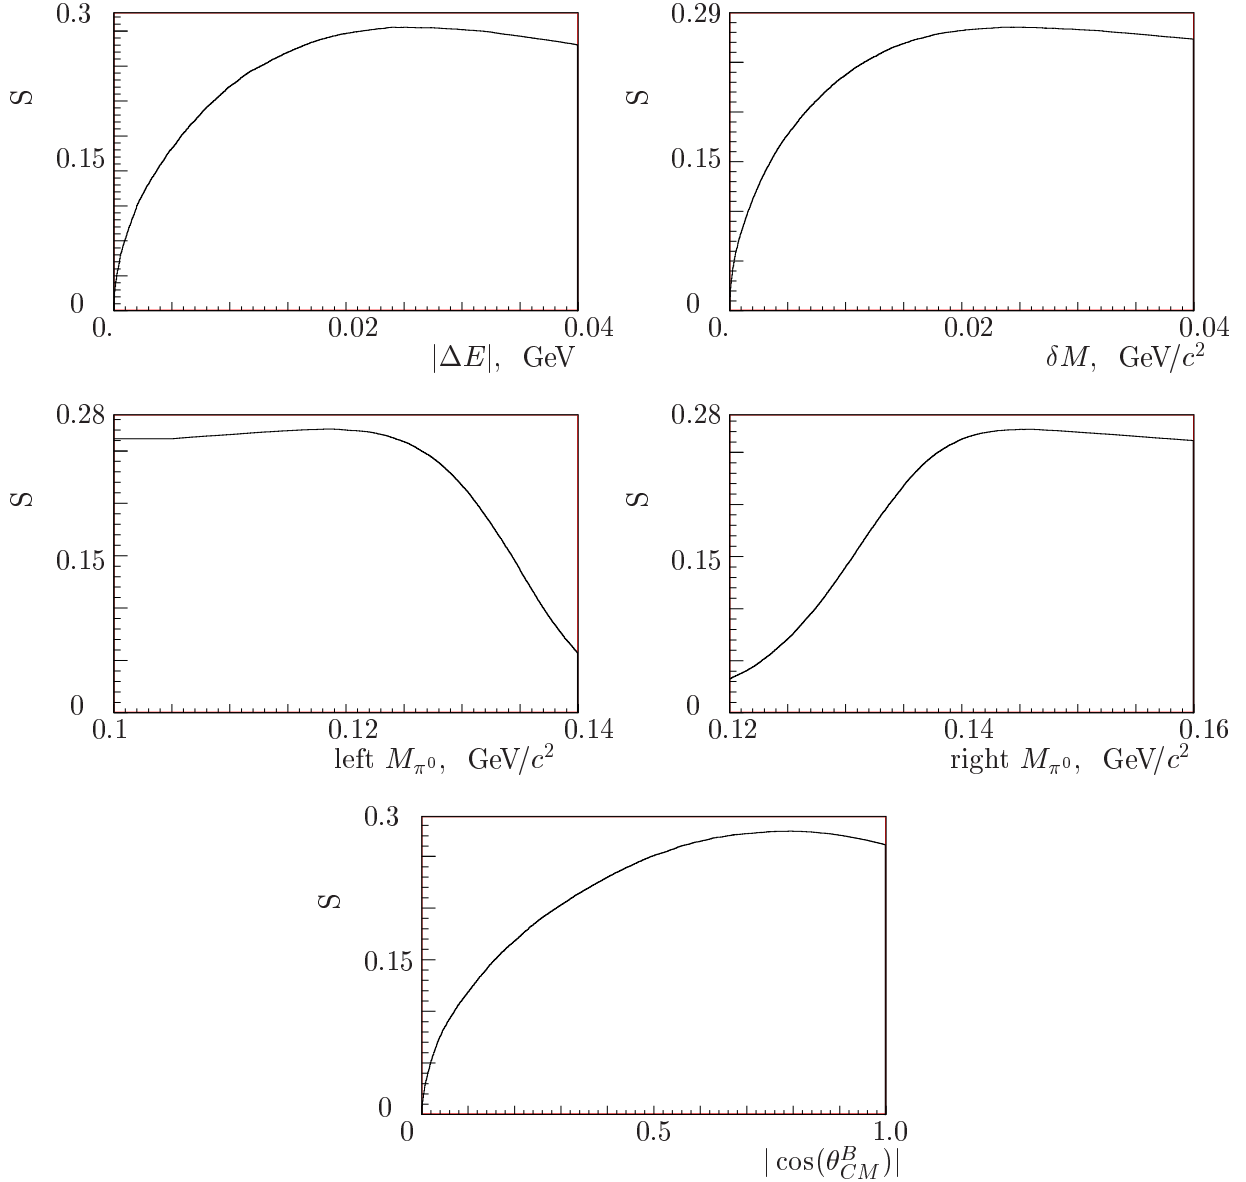 0.3
S
0.15
0
0. 0.02 0.04
|ΔE|, GeV
0.29
S
0.15
0
0. 0.02 0.04
δM, GeV/c²
0.28
S
0.15
0
0.1 0.12 0.14
left M_π⁰, GeV/c²
0.28
S
0.15
0
0.12 0.14 0.16
right M_π⁰, GeV/c²
0.3
S
0.15
0
0 0.5 1.0
|cos(θ^B_CM)|